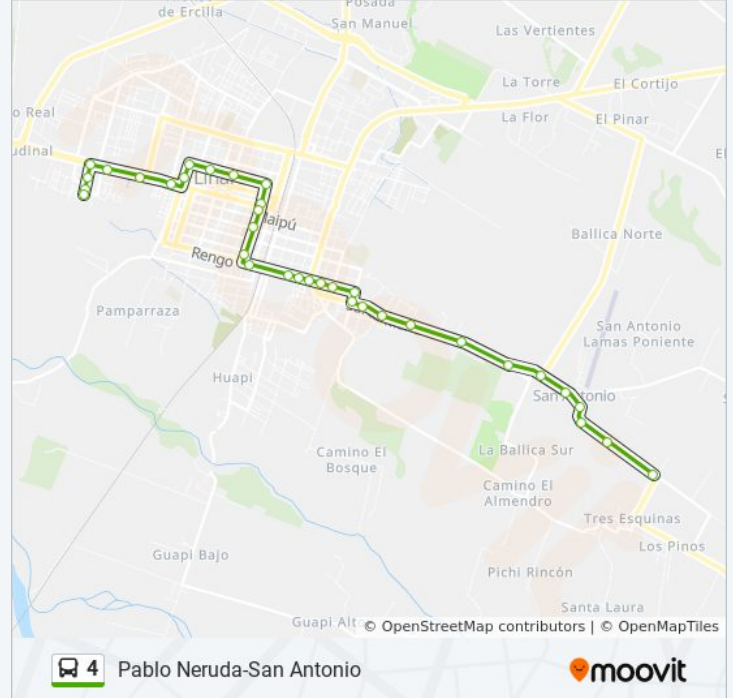 Posada
de Ercilla
San Manuel
Las Vertientes
La Torre
El Cortijo
o Real
La Flor
El Pinar
udinal
El
Linar
aipú
Ballica Norte
Rengo
Pamparraza
San Antonio
Lamas Poniente
Huapi
San Antonio
Camino El
Bosque
La Ballica Sur
Camino El
Almendro
Tres Esquinas
Los Pinos
Guapi Bajo
Pichi Rincón
Santa Laura
Guapi Alto
© OpenStreetMap contributors | © OpenMapTiles
4 Pablo Neruda-San Antonio
moovit